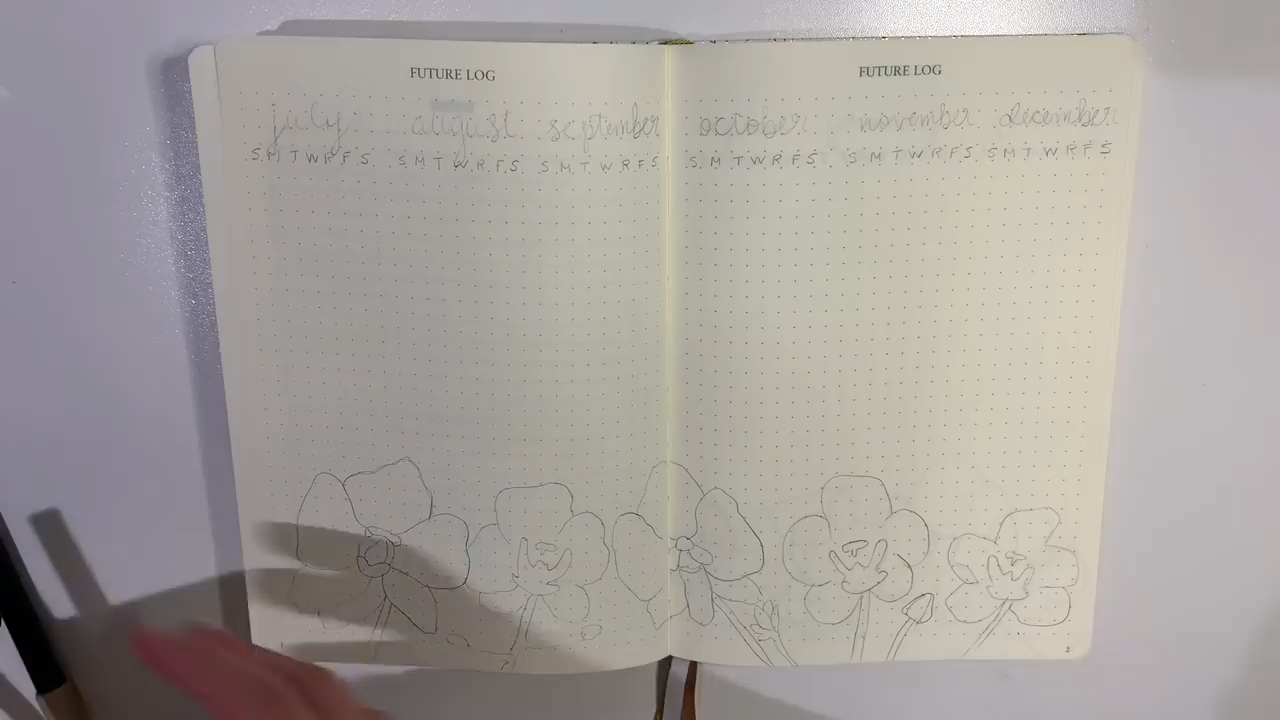 FUTURE LOG
july august september
S M T W R F S S M T W R F S S M T W R F S
FUTURE LOG
october november december
S M T W R F S S M T W R F S S M T W R F S
2